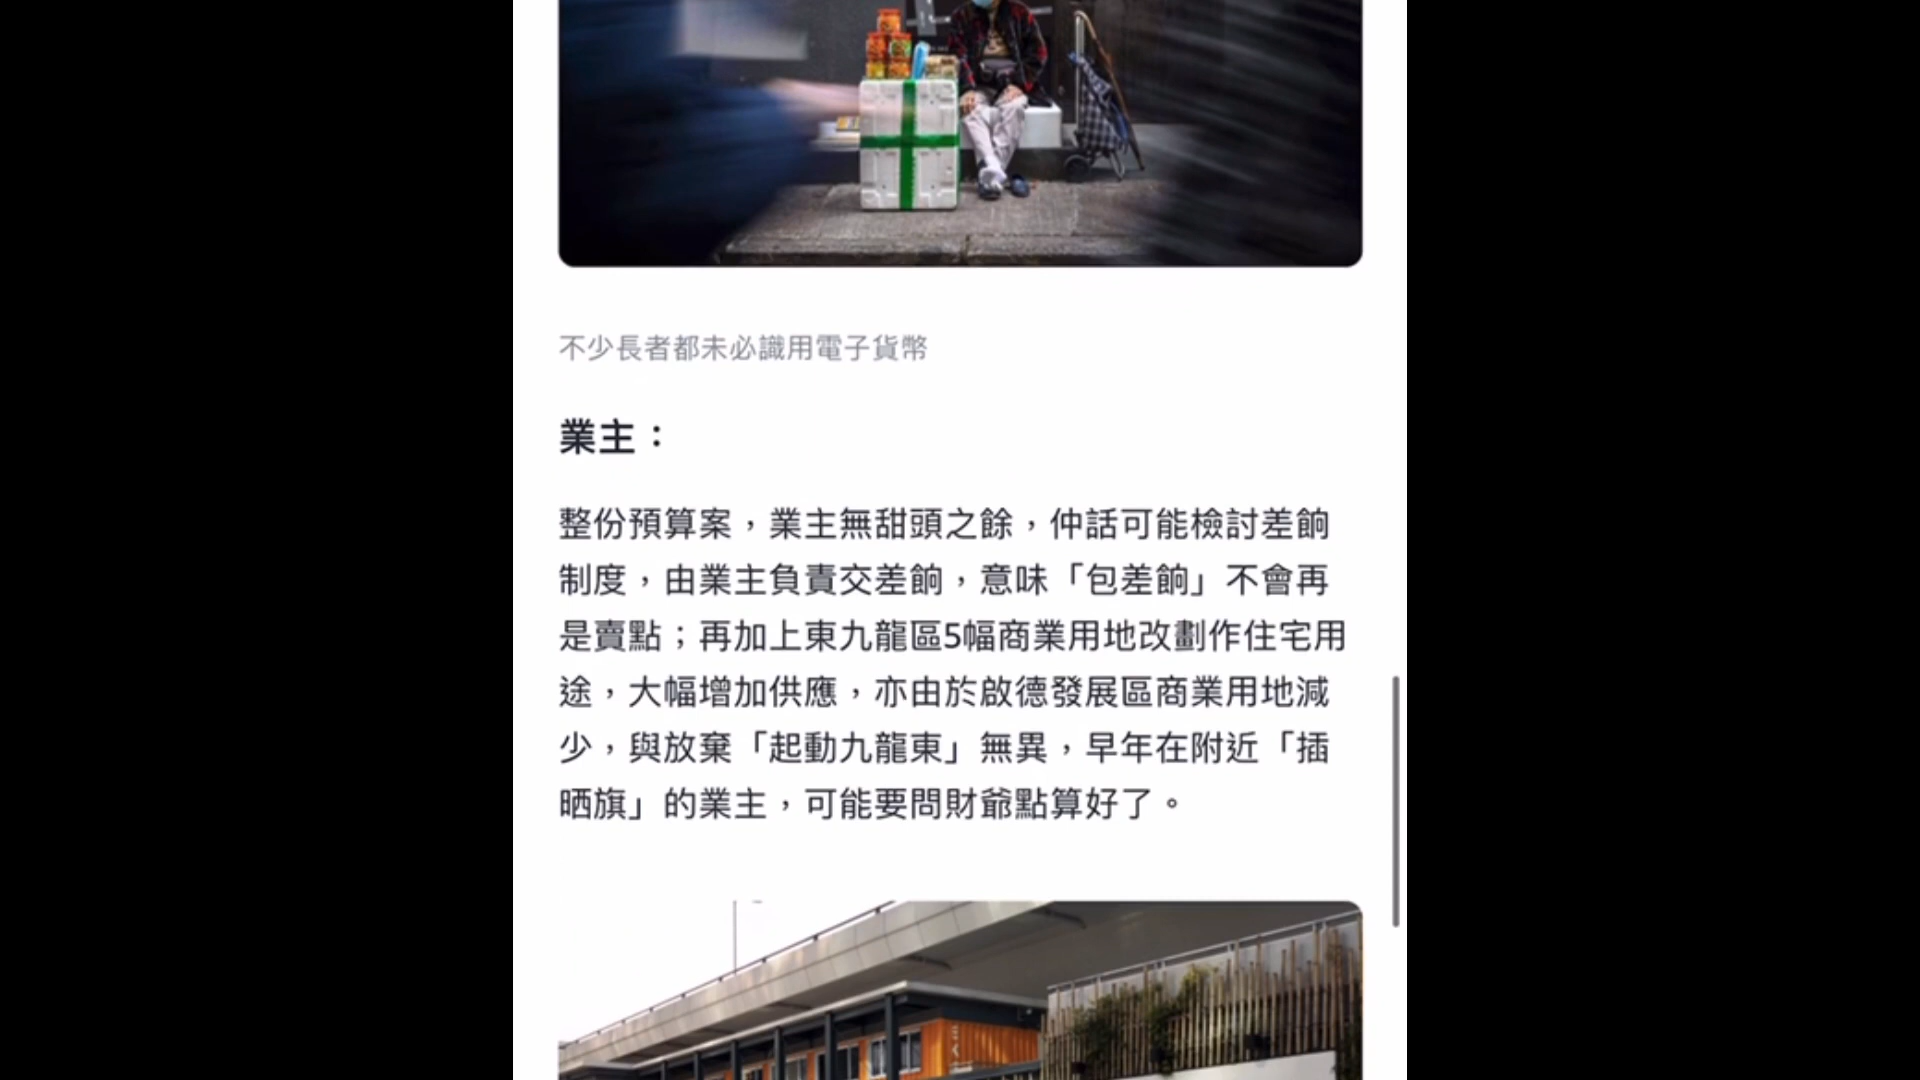 不少長者都未必識用電子貨幣
業主：
整份預算案，業主無甜頭之餘，仲話可能檢討差餉
制度，由業主負責交差餉，意味「包差餉」不會再
是賣點；再加上東九龍區5幅商業用地改劃作住宅用
途，大幅增加供應，亦由於啟德發展區商業用地減
少，與放棄「起動九龍東」無異，早年在附近「插
晒旗」的業主，可能要問財爺點算好了。